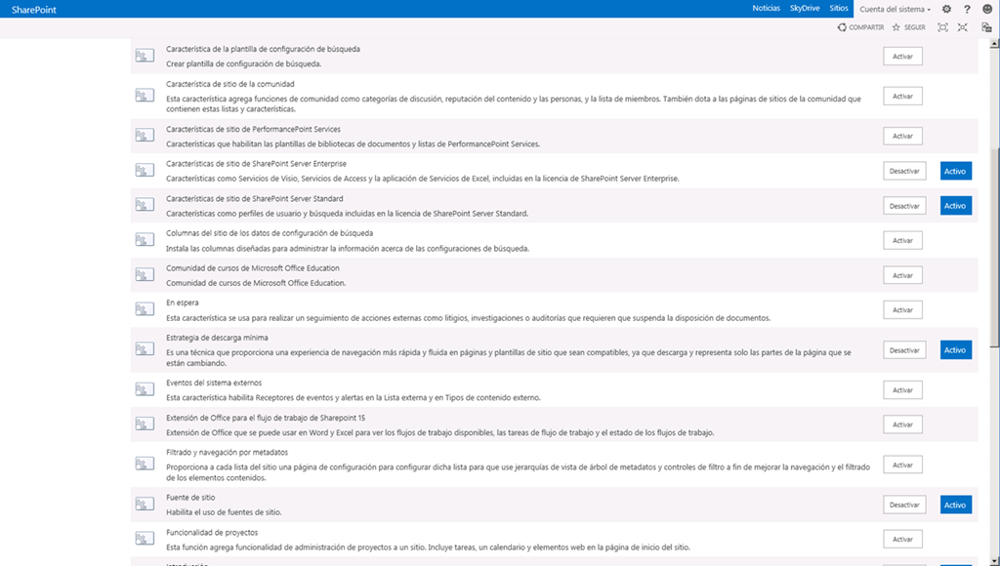 SharePoint
Noticias SkyDrive Sitios Cuenta del sistema
COMPARTIR SEGUIR
Característica de la plantilla de configuración de búsqueda
Crear plantilla de configuración de búsqueda.
Activar
Característica de sitio de la comunidad
Esta característica agrega funciones de comunidad como categorías de discusión, reputación del contenido y las personas, y la lista de miembros. También dota a las páginas de sitios de la comunidad que
contienen estas listas y características.
Activar
Características de sitio de PerformancePoint Services
Características que habilitan las plantillas de bibliotecas de documentos y listas de PerformancePoint Services.
Activar
Características de sitio de SharePoint Server Enterprise
Características como Servicios de Visio, Servicios de Access y la aplicación de Servicios de Excel, incluidas en la licencia de SharePoint Server Enterprise.
Desactivar Activo
Características de sitio de SharePoint Server Standard
Características como perfiles de usuario y búsqueda incluidas en la licencia de SharePoint Server Standard.
Desactivar Activo
Columnas del sitio de los datos de configuración de búsqueda
Instala las columnas diseñadas para administrar la información acerca de las configuraciones de búsqueda.
Activar
Comunidad de cursos de Microsoft Office Education
Comunidad de cursos de Microsoft Office Education.
Activar
En espera
Esta característica se usa para realizar un seguimiento de acciones externas como litigios, investigaciones o auditorías que requieren que suspenda la disposición de documentos.
Activar
Estrategia de descarga mínima
Es una técnica que proporciona una experiencia de navegación más rápida y fluida en páginas y plantillas de sitio que sean compatibles, ya que descarga y representa solo las partes de la página que se
están cambiando.
Desactivar Activo
Eventos del sistema externos
Esta característica habilita Receptores de eventos y alertas en la Lista externa y en Tipos de contenido externo.
Activar
Extensión de Office para el flujo de trabajo de Sharepoint 15
Extensión de Office que se puede usar en Word y Excel para ver los flujos de trabajo disponibles, las tareas de flujo de trabajo y el estado de los flujos de trabajo.
Activar
Filtrado y navegación por metadatos
Proporciona a cada lista del sitio una página de configuración para configurar dicha lista para que use jerarquías de vista de árbol de metadatos y controles de filtro a fin de mejorar la navegación y el filtrado
de los elementos contenidos.
Activar
Fuente de sitio
Habilita el uso de fuentes de sitio.
Desactivar Activo
Funcionalidad de proyectos
Esta función agrega funcionalidad de administración de proyectos a un sitio. Incluye tareas, un calendario y elementos web en la página de inicio del sitio.
Activar